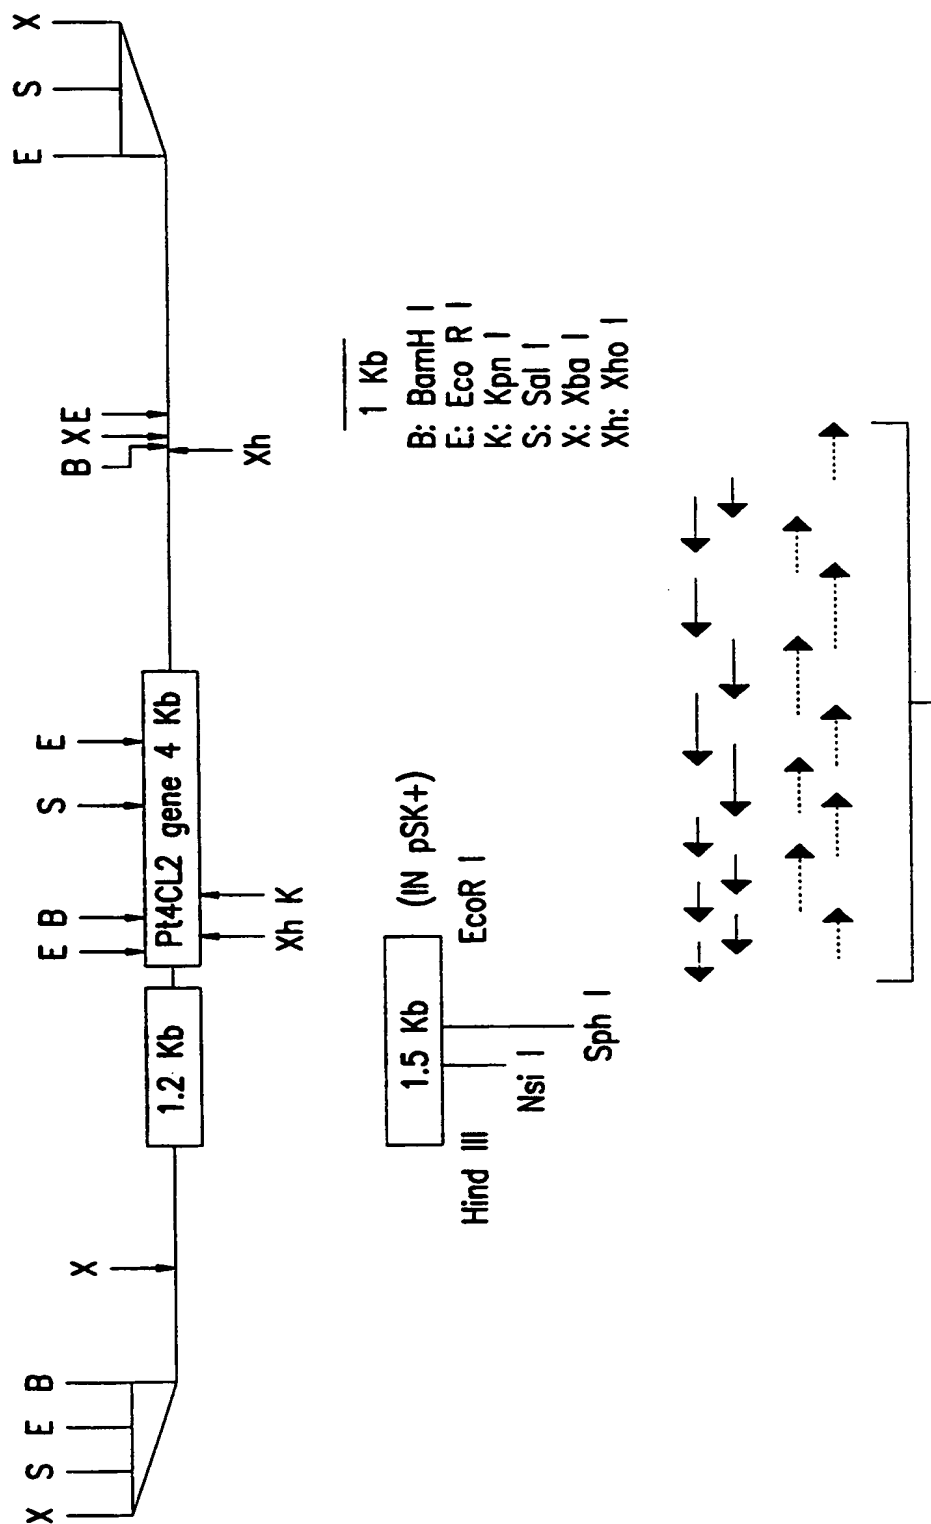 X S E B
X
E B
S
E
B X E
E S X
1.2 Kb
Pt4CL2 gene 4 Kb
Xh K
Xh
1.5 Kb
(IN pSK+)
Hind III
EcoR I
Nsi I
Sph I
1 Kb
B: BamH I
E: Eco R I
K: Kpn I
S: Sal I
X: Xba I
Xh: Xho I